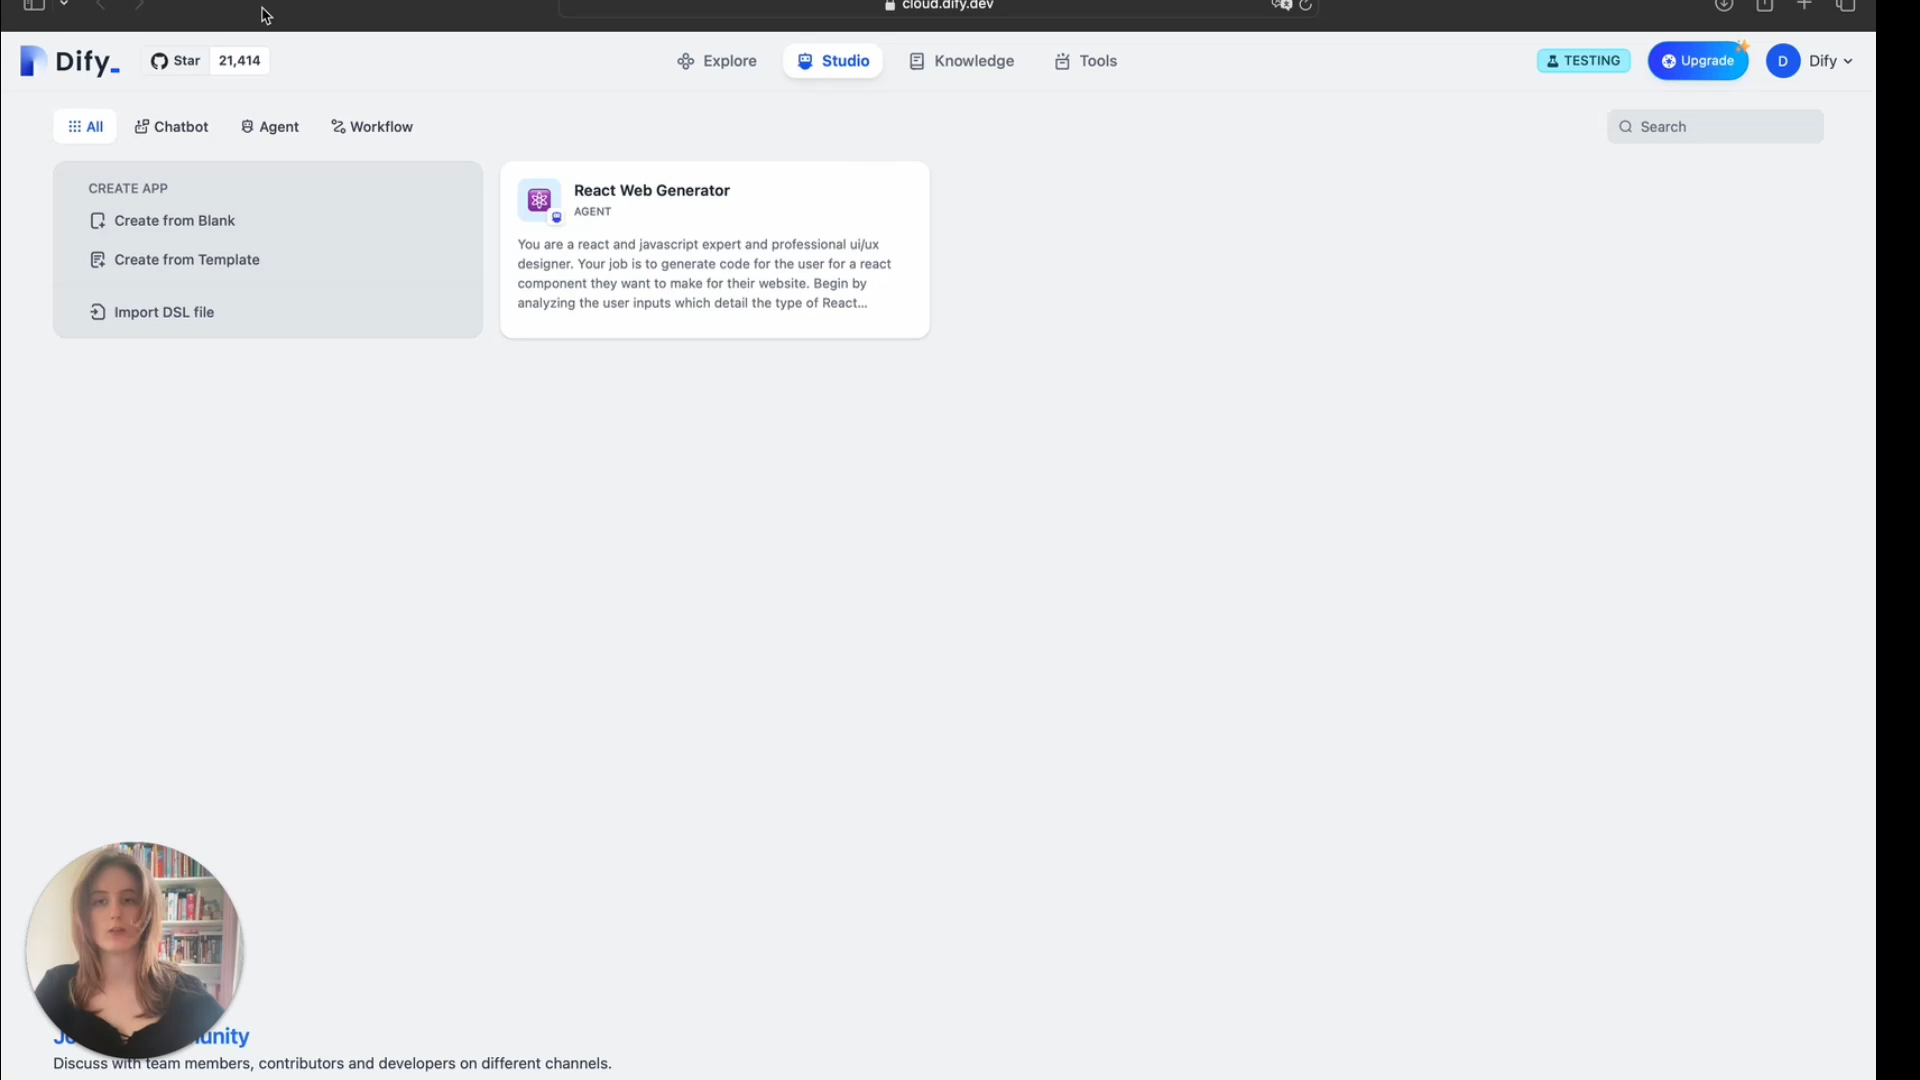 cloud.dify.dev
Dify_
Star 21,414
Explore
Studio
Knowledge
Tools
TESTING
Upgrade
D
Dify
All
Chatbot
Agent
Workflow
Search
CREATE APP
Create from Blank
Create from Template
Import DSL file
React Web Generator
AGENT
You are a react and javascript expert and professional ui/ux
designer. Your job is to generate code for the user for a react
component they want to make for their website. Begin by
analyzing the user inputs which detail the type of React...
Discuss with team members, contributors and developers on different channels.